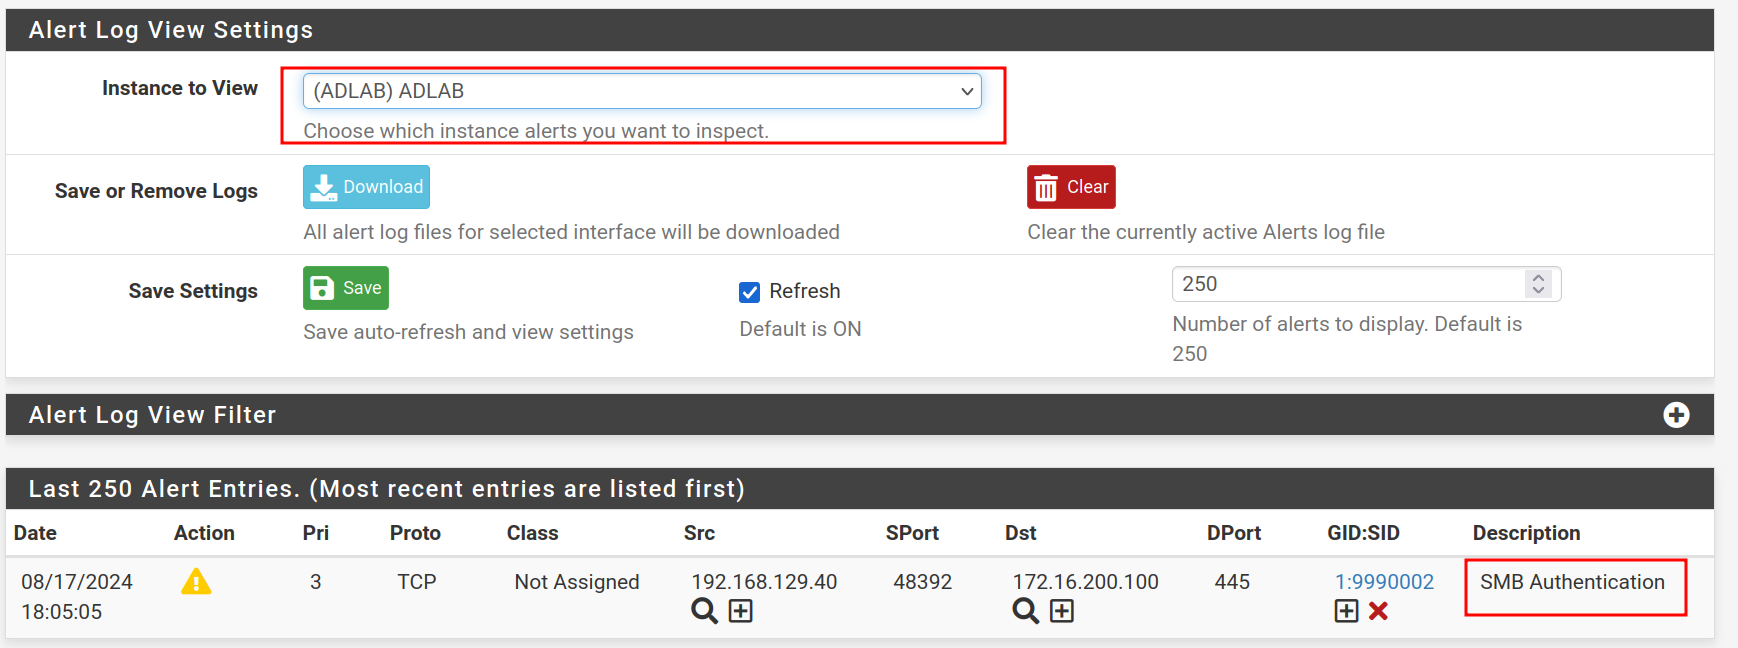 Alert Log View Settings
Instance to View
(ADLAB) ADLAB
Choose which instance alerts you want to inspect.
Save or Remove Logs
Download
Clear
All alert log files for selected interface will be downloaded
Clear the currently active Alerts log file
Save Settings
Save
Refresh
250
Save auto-refresh and view settings
Default is ON
Number of alerts to display. Default is
250
Alert Log View Filter
Last 250 Alert Entries. (Most recent entries are listed first)
Date Action Pri Proto Class Src SPort Dst DPort GID:SID Description
08/17/2024 3 TCP Not Assigned 192.168.129.40 48392 172.16.200.100 445 1:9990002 SMB Authentication
18:05:05